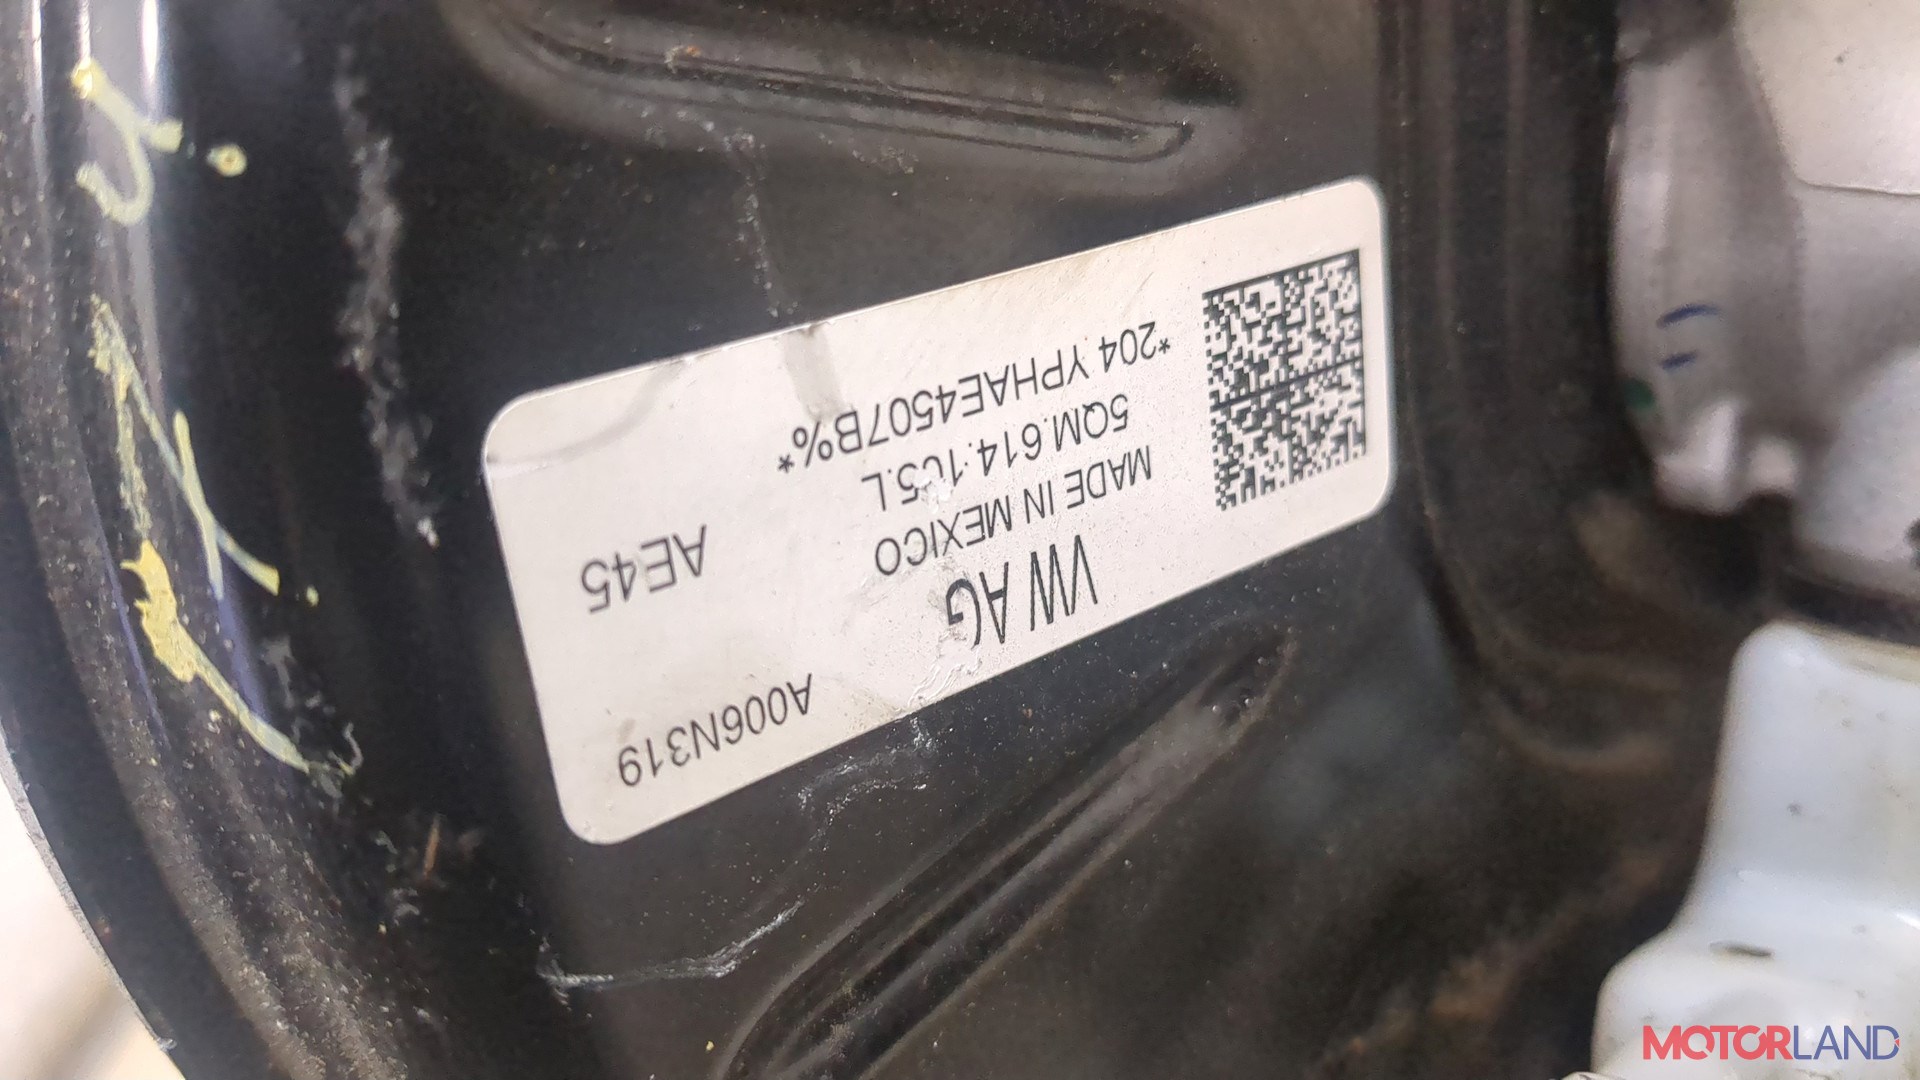 A006N319
VW AG
MADE IN MEXICO
5QM.614.105.L
AE45
*204 YPHAE4507B%*
MOTORLAND